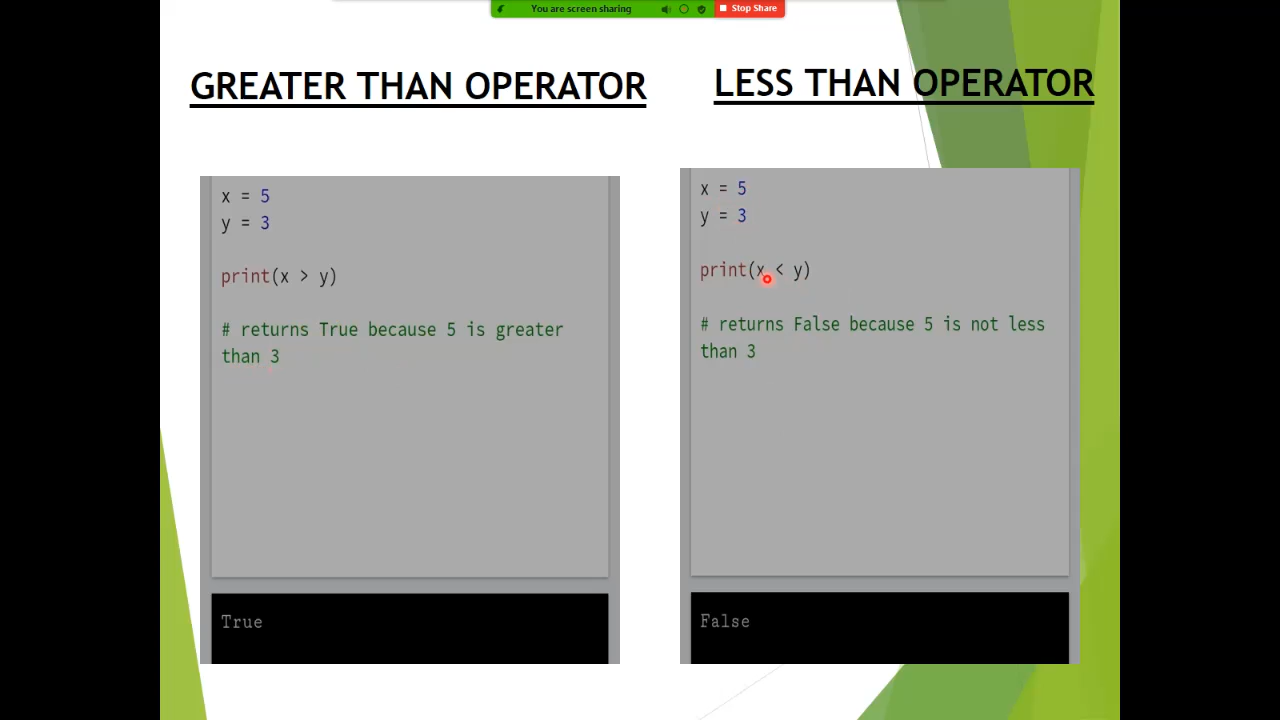 You are screen sharing
Stop Share
GREATER THAN OPERATOR
x = 5
y = 3
print(x > y)
# returns True because 5 is greater
than 3
True
LESS THAN OPERATOR
x = 5
y = 3
print(x < y)
# returns False because 5 is not less
than 3
False